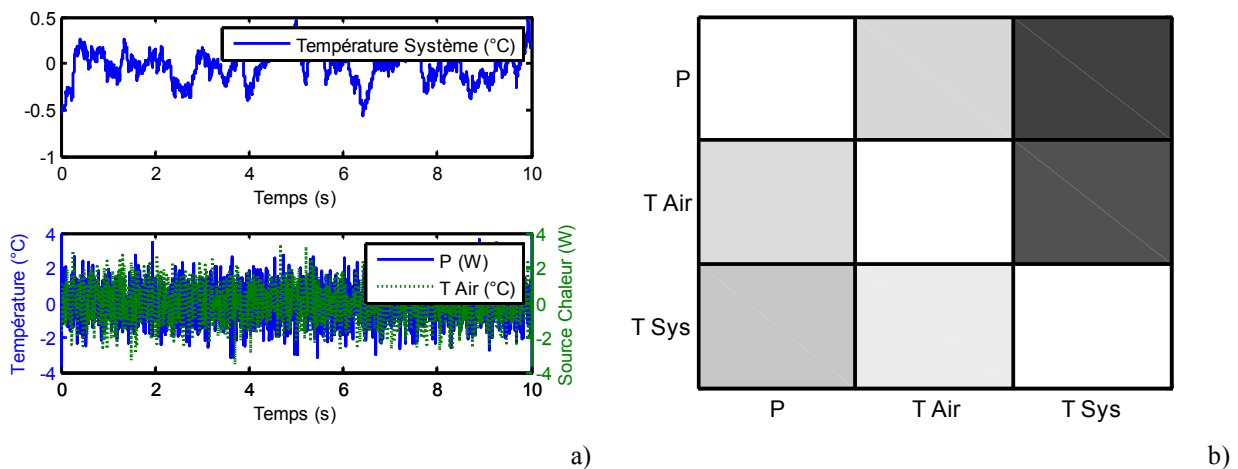 0.5
0
-0.5
-1
Température Système (°C)
0 2 4 6 8 10
Temps (s)
Température (°C)
4
2
0
-2
-4
P (W)
T Air (°C)
4
2
0
-2
-4
Source Chaleur (W)
0 2 4 6 8 10
Temps (s)
a)
P
T Air
T Sys
P T Air T Sys
b)